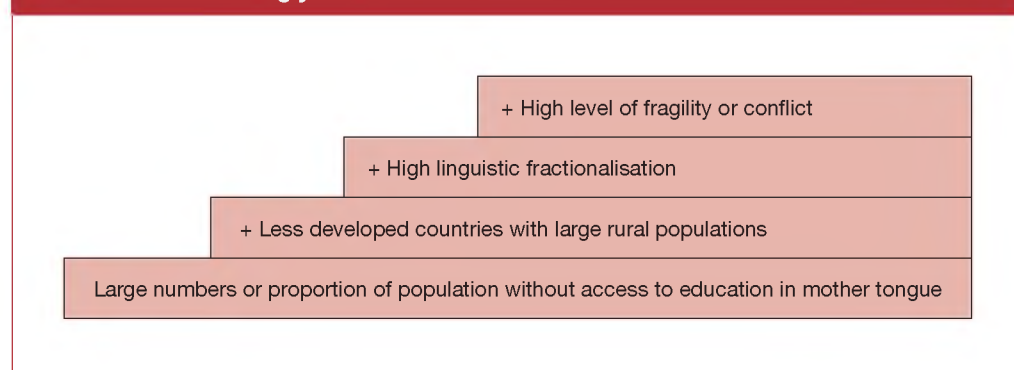 + High level of fragility or conflict
+ High linguistic fractionalisation
+ Less developed countries with large rural populations
Large numbers or proportion of population without access to education in mother tongue